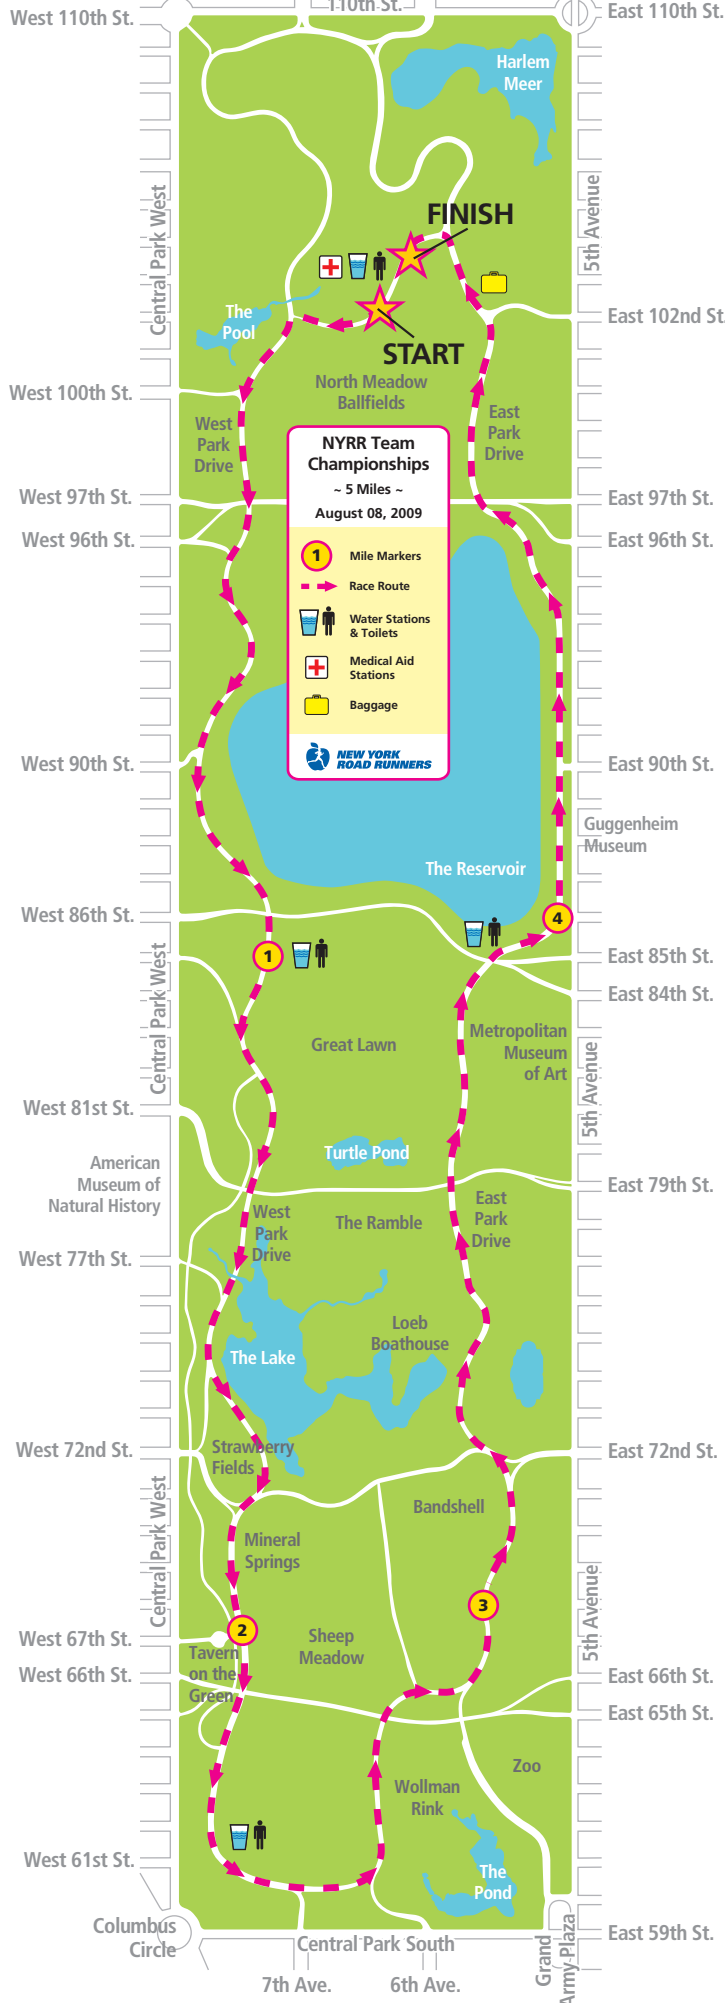 West 110th St.
110th St.
East 110th St.
Harlem
Meer
Central Park West
5th Avenue
FINISH
The
Pool
East 102nd St
START
West 100th St.
North Meadow
Ballfields
West
Park
Drive
East
Park
Drive
NYRR Team
Championships
~ 5 Miles ~
August 08, 2009
West 97th St.
East 97th St.
West 96th St.
East 96th St.
1
Mile Markers
Race Route
Water Stations
& Toilets
Medical Aid
Stations
Baggage
NEW YORK
ROAD RUNNERS
West 90th St.
East 90th St.
Guggenheim
Museum
The Reservoir
West 86th St.
4
1
East 85th St.
Central Park West
East 84th St.
Great Lawn
Metropolitan
Museum
of Art
5th Avenue
West 81st St.
Turtle Pond
American
Museum of
Natural History
East 79th St.
West
Park
Drive
The Ramble
East
Park
Drive
West 77th St.
Loeb
Boathouse
The Lake
West 72nd St.
Strawberry
Fields
East 72nd St.
Central Park West
Bandshell
Mineral
Springs
5th Avenue
3
2
West 67th St.
Sheep
Meadow
Tavern
on the
Green
West 66th St.
East 66th St.
East 65th St.
Zoo
Wollman
Rink
West 61st St.
The
Pond
Columbus
Circle
Central Park South
Grand
Army Plaza
East 59th St.
7th Ave.
6th Ave.